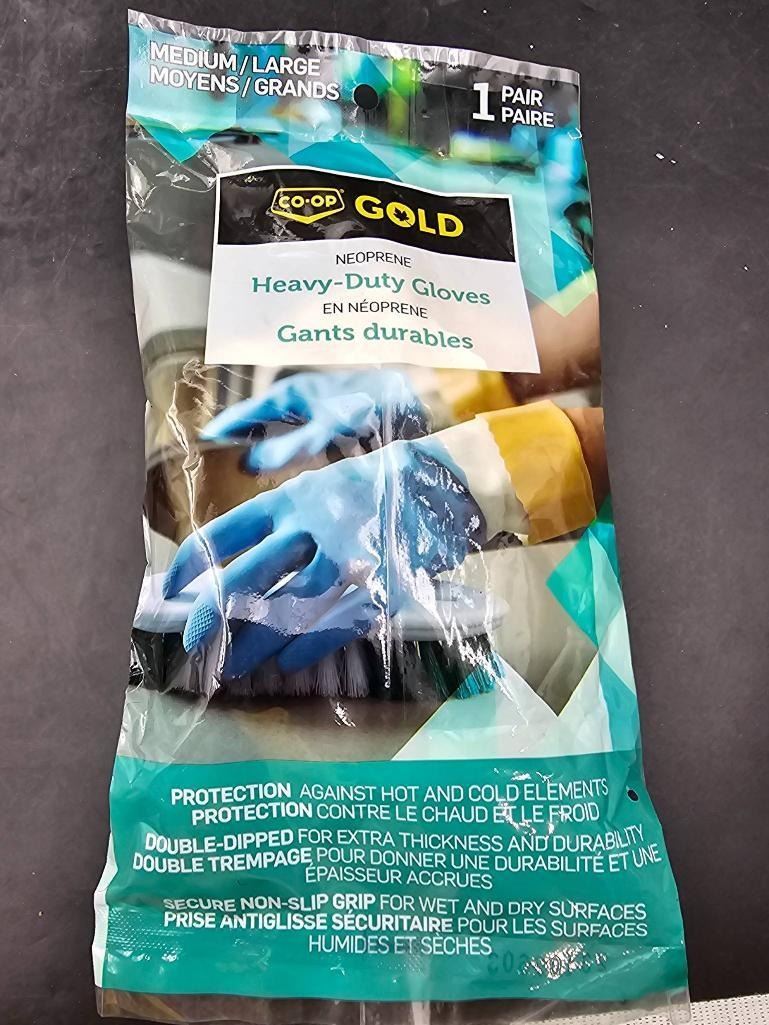 MEDIUM / LARGE
MOYENS / GRANDS
1 PAIR
PAIRE
CO-OP® GOLD
NEOPRENE
Heavy-Duty Gloves
EN NÉOPRÈNE
Gants durables
PROTECTION AGAINST HOT AND COLD ELEMENTS
PROTECTION CONTRE LE CHAUD ET LE FROID
DOUBLE-DIPPED FOR EXTRA THICKNESS AND DURABILITY
DOUBLE TREMPAGE POUR DONNER UNE DURABILITÉ ET UNE
ÉPAISSEUR ACCRUES
SECURE NON-SLIP GRIP FOR WET AND DRY SURFACES
PRISE ANTIGLISSE SÉCURITAIRE POUR LES SURFACES
HUMIDES ET SÈCHES